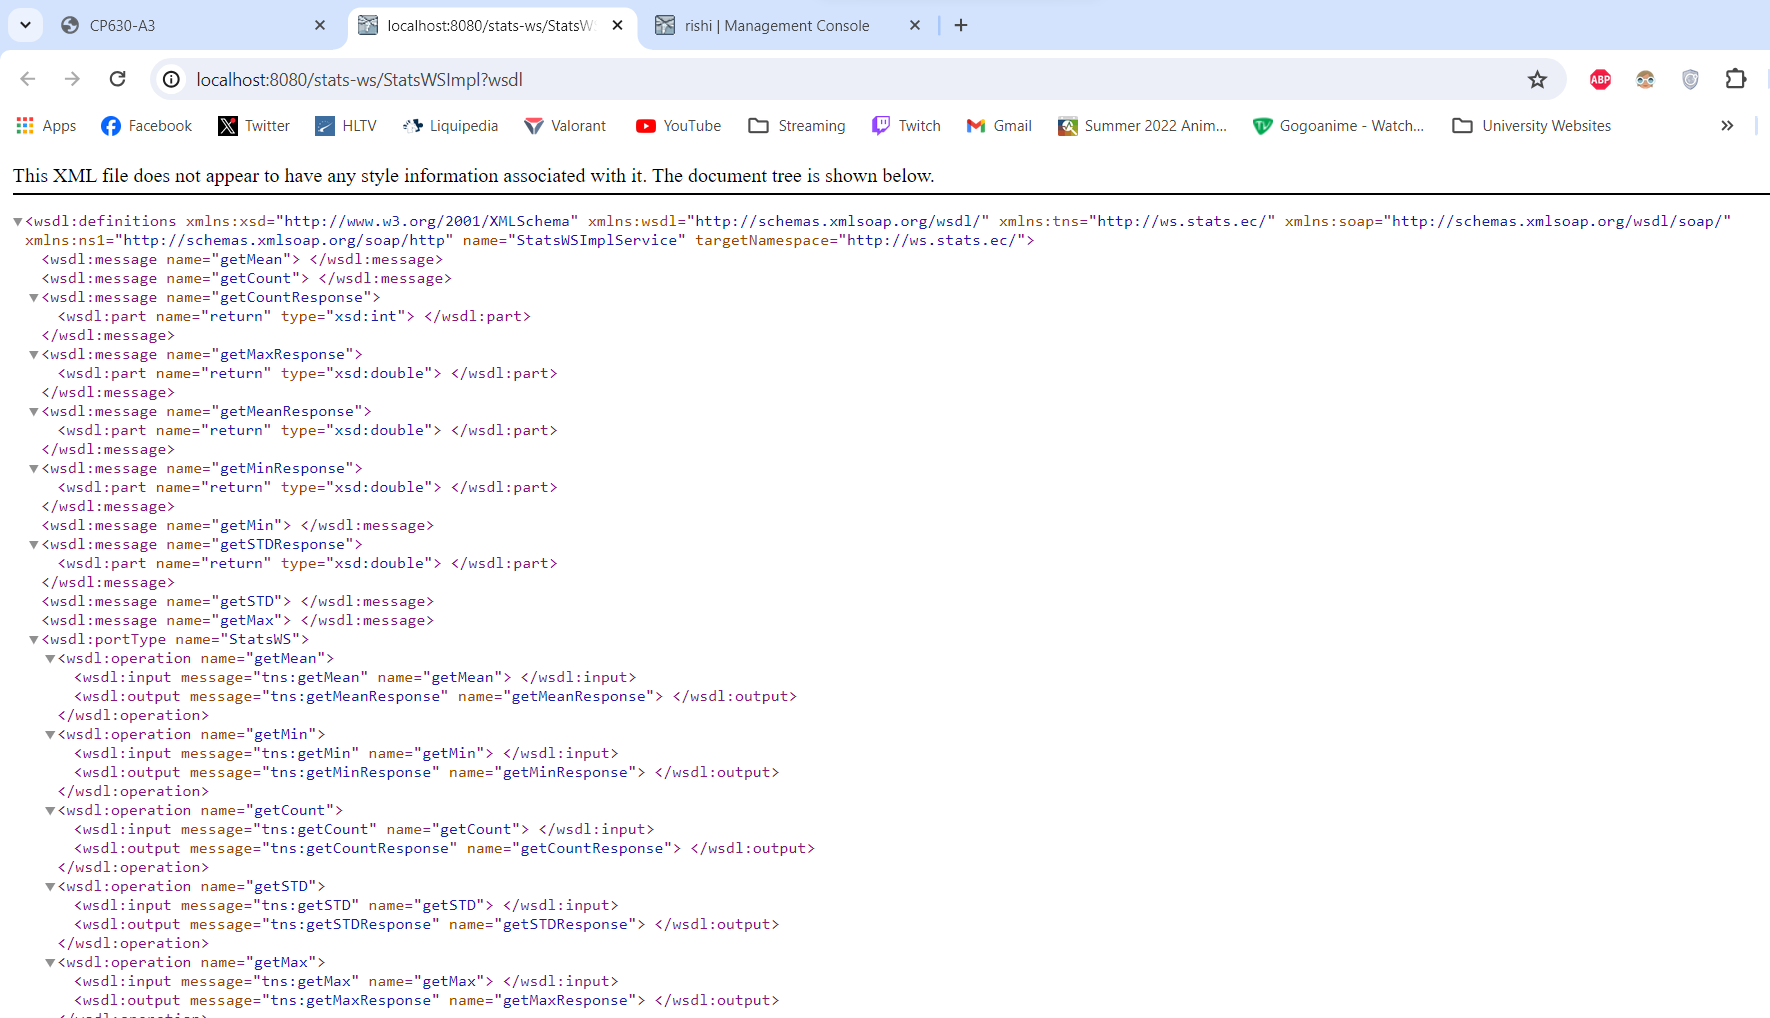 CP630-A3
localhost:8080/stats-ws/StatsWS
rishi | Management Console
localhost:8080/stats-ws/StatsWSImpl?wsdl
ABP
Apps Facebook Twitter HLTV Liquipedia Valorant YouTube Streaming Twitch Gmail Summer 2022 Anim... Gogoanime - Watch... University Websites
This XML file does not appear to have any style information associated with it. The document tree is shown below.
<wsdl:definitions xmlns:xsd="http://www.w3.org/2001/XMLSchema" xmlns:wsdl="http://schemas.xmlsoap.org/wsdl/" xmlns:tns="http://ws.stats.ec/" xmlns:soap="http://schemas.xmlsoap.org/wsdl/soap/"
xmlns:ns1="http://schemas.xmlsoap.org/soap/http" name="StatsWSImplService" targetNamespace="http://ws.stats.ec/">
<wsdl:message name="getMean"> </wsdl:message>
<wsdl:message name="getCount"> </wsdl:message>
<wsdl:message name="getCountResponse">
<wsdl:part name="return" type="xsd:int"> </wsdl:part>
</wsdl:message>
<wsdl:message name="getMaxResponse">
<wsdl:part name="return" type="xsd:double"> </wsdl:part>
</wsdl:message>
<wsdl:message name="getMeanResponse">
<wsdl:part name="return" type="xsd:double"> </wsdl:part>
</wsdl:message>
<wsdl:message name="getMinResponse">
<wsdl:part name="return" type="xsd:double"> </wsdl:part>
</wsdl:message>
<wsdl:message name="getMin"> </wsdl:message>
<wsdl:message name="getSTDResponse">
<wsdl:part name="return" type="xsd:double"> </wsdl:part>
</wsdl:message>
<wsdl:message name="getSTD"> </wsdl:message>
<wsdl:message name="getMax"> </wsdl:message>
<wsdl:portType name="StatsWS">
<wsdl:operation name="getMean">
<wsdl:input message="tns:getMean" name="getMean"> </wsdl:input>
<wsdl:output message="tns:getMeanResponse" name="getMeanResponse"> </wsdl:output>
</wsdl:operation>
<wsdl:operation name="getMin">
<wsdl:input message="tns:getMin" name="getMin"> </wsdl:input>
<wsdl:output message="tns:getMinResponse" name="getMinResponse"> </wsdl:output>
</wsdl:operation>
<wsdl:operation name="getCount">
<wsdl:input message="tns:getCount" name="getCount"> </wsdl:input>
<wsdl:output message="tns:getCountResponse" name="getCountResponse"> </wsdl:output>
</wsdl:operation>
<wsdl:operation name="getSTD">
<wsdl:input message="tns:getSTD" name="getSTD"> </wsdl:input>
<wsdl:output message="tns:getSTDResponse" name="getSTDResponse"> </wsdl:output>
</wsdl:operation>
<wsdl:operation name="getMax">
<wsdl:input message="tns:getMax" name="getMax"> </wsdl:input>
<wsdl:output message="tns:getMaxResponse" name="getMaxResponse"> </wsdl:output>